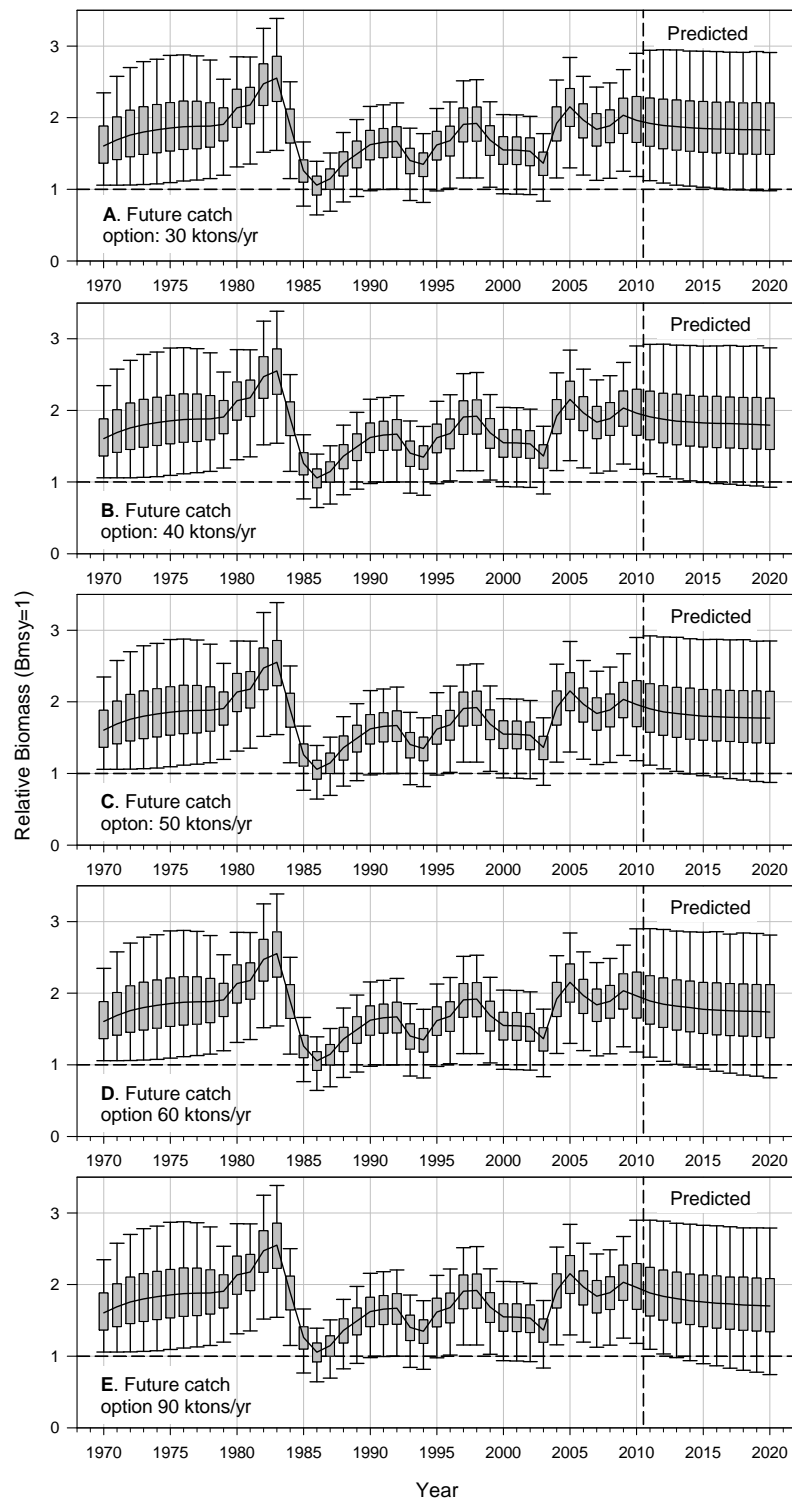 3
2
1
0
Predicted
A. Future catch
option: 30 ktons/yr
1970 1975 1980 1985 1990 1995 2000 2005 2010 2015 2020
3
2
1
0
Predicted
B. Future catch
option: 40 ktons/yr
1970 1975 1980 1985 1990 1995 2000 2005 2010 2015 2020
3
2
1
0
Predicted
C. Future catch
opton: 50 ktons/yr
1970 1975 1980 1985 1990 1995 2000 2005 2010 2015 2020
3
2
1
0
Predicted
D. Future catch
option 60 ktons/yr
1970 1975 1980 1985 1990 1995 2000 2005 2010 2015 2020
3
2
1
0
Predicted
E. Future catch
option 90 ktons/yr
1970 1975 1980 1985 1990 1995 2000 2005 2010 2015 2020
Relative Biomass (Bmsy=1)
Year